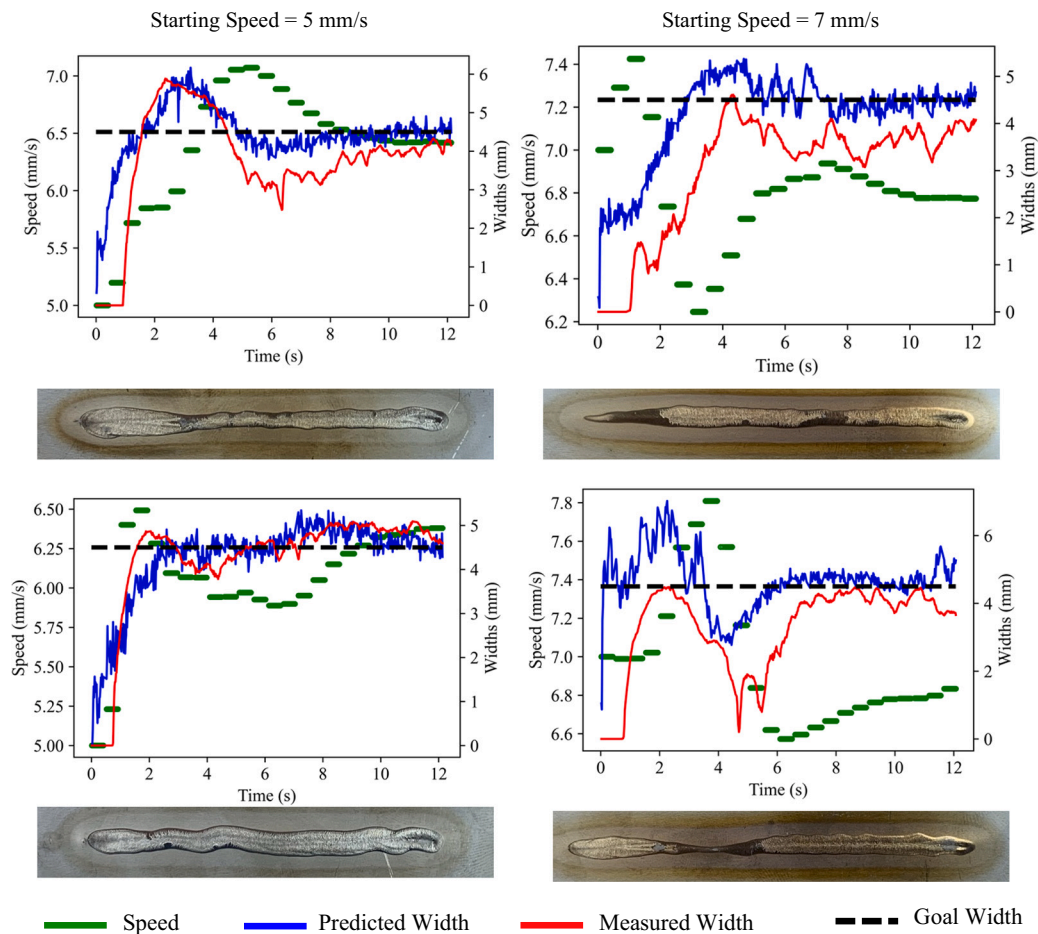 Starting Speed = 5 mm/s
Starting Speed = 7 mm/s
Speed (mm/s)
7.0
6.5
6.0
5.5
5.0
0 2 4 6 8 10 12
Time (s)
6
5
4
3
2
1
0
Widths (mm)
Speed (mm/s)
7.4
7.2
7.0
6.8
6.6
6.4
6.2
0 2 4 6 8 10 12
Time (s)
5
4
3
2
1
0
Widths (mm)
Speed (mm/s)
6.50
6.25
6.00
5.75
5.50
5.25
5.00
0 2 4 6 8 10 12
Time (s)
5
4
3
2
1
0
Widths (mm)
Speed (mm/s)
7.8
7.6
7.4
7.2
7.0
6.8
6.6
0 2 4 6 8 10 12
Time (s)
6
4
2
0
Widths (mm)
Speed
Predicted Width
Measured Width
Goal Width